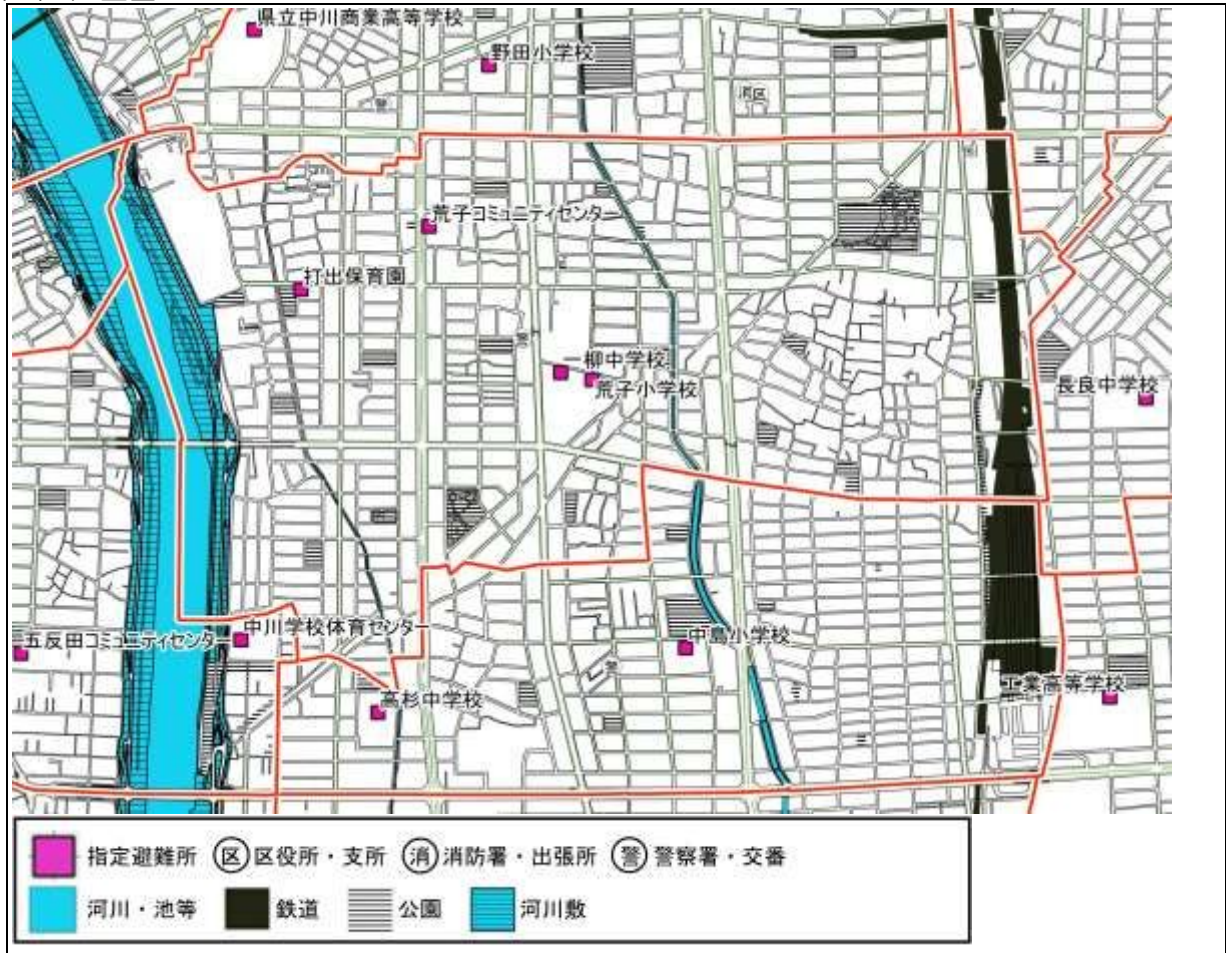 県立中川商業高等学校
野田小学校
消 区
警
荒子コミュニティセンター
打出保育園
一柳中学校
荒子小学校
長良中学校
五反田コミュニティセンター
中川学校体育センター
中島小学校
警
高杉中学校
工業高等学校
指定避難所 区 区役所・支所 消 消防署・出張所 警 警察署・交番
河川・池等 鉄道 公園 河川敷